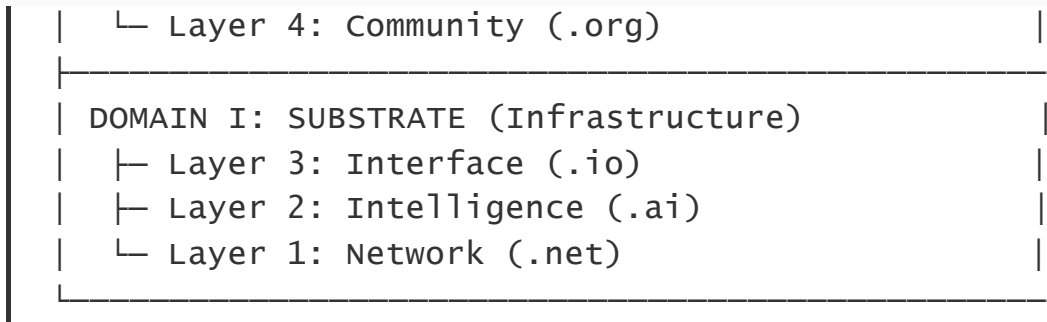 │  └─ Layer 4: Community (.org)                   │
├─────────────────────────────────────────────────
│ DOMAIN I: SUBSTRATE (Infrastructure)            │
│  ├─ Layer 3: Interface (.io)                    │
│  ├─ Layer 2: Intelligence (.ai)                 │
│  └─ Layer 1: Network (.net)                     │
└─────────────────────────────────────────────────